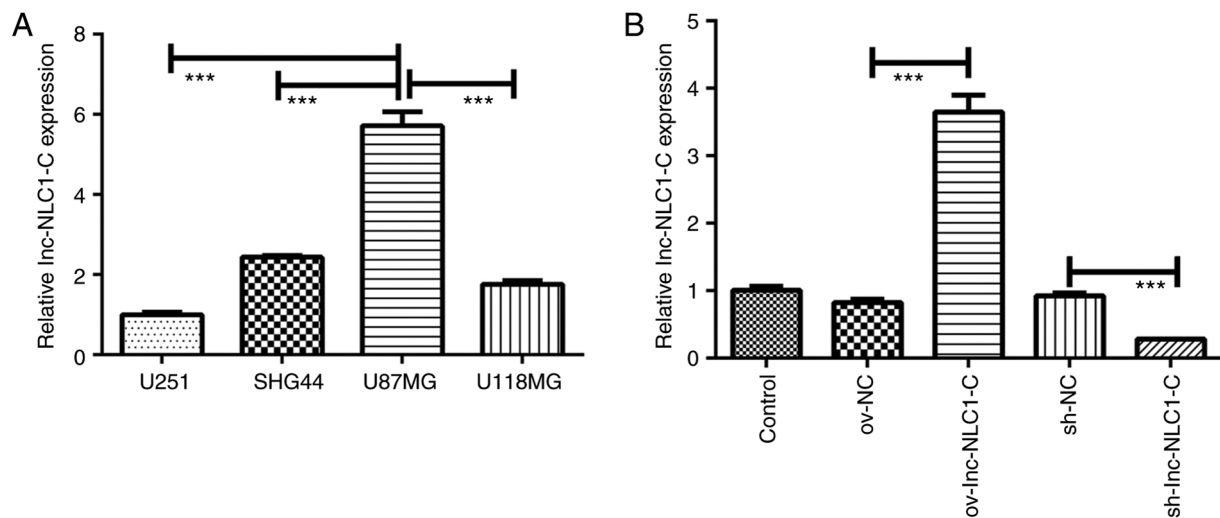 A
Relative lnc-NLC1-C expression
8
6
4
2
0
***
***
***
U251 SHG44 U87MG U118MG
B
Relative lnc-NLC1-C expression
5
4
3
2
1
0
***
***
Control
ov-NC
ov-lnc-NLC1-C
sh-NC
sh-lnc-NLC1-C